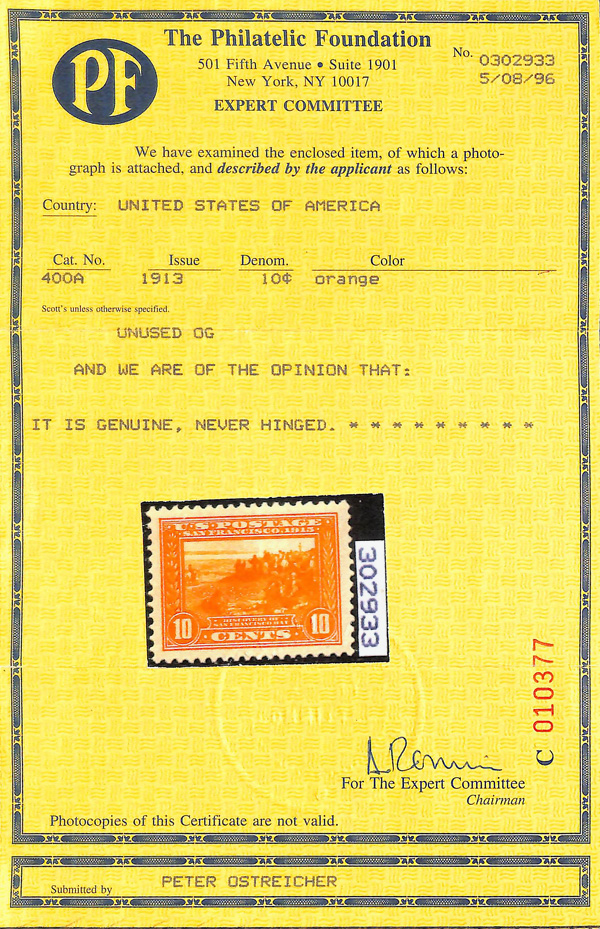 PF
The Philatelic Foundation
501 Fifth Avenue • Suite 1901
New York, NY 10017
EXPERT COMMITTEE
No. 0302933
5/08/96
We have examined the enclosed item, of which a photo-
graph is attached, and described by the applicant as follows:
Country: UNITED STATES OF AMERICA
Cat. No. Issue Denom. Color
400A 1913 10¢ orange
Scott's unless otherwise specified.
UNUSED OG
AND WE ARE OF THE OPINION THAT:
IT IS GENUINE, NEVER HINGED. * * * * * * * * *
U.S. POSTAGE
SAN FRANCISCO, 1915
DISCOVERY OF
SAN FRANCISCO BAY
10 CENTS 10
302933
C 010377
For The Expert Committee
Chairman
Photocopies of this Certificate are not valid.
Submitted by PETER OSTREICHER